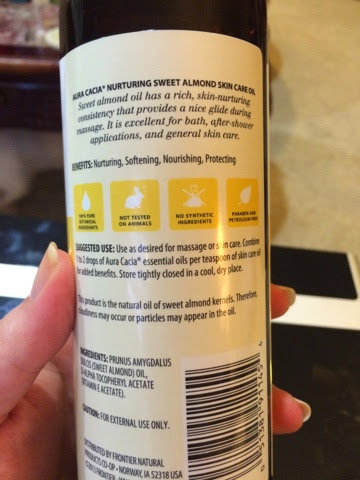 AURA CACIA® NURTURING SWEET ALMOND SKIN CARE OIL
Sweet almond oil has a rich, skin-nurturing
consistency that provides a nice glide during
massage. It is excellent for bath, after-shower
applications, and general skin care.
BENEFITS: Nurturing, Softening, Nourishing, Protecting
100% PURE
BOTANICAL
INGREDIENTS
NOT TESTED
ON ANIMALS
NO SYNTHETIC
INGREDIENTS
PARABEN AND
PETROLEUM FREE
SUGGESTED USE: Use as desired for massage or skin care. Combine
1 to 2 drops of Aura Cacia® essential oils per teaspoon of skin care oil
for added benefits. Store tightly closed in a cool, dry place.
This product is the natural oil of sweet almond kernels. Therefore,
cloudiness may occur or particles may appear in the oil.
INGREDIENTS: PRUNUS AMYGDALUS
DULCIS (SWEET ALMOND) OIL,
D-ALPHA TOCOPHERYL ACETATE
(VITAMIN E ACETATE).
CAUTION: FOR EXTERNAL USE ONLY.
DISTRIBUTED BY FRONTIER NATURAL
PRODUCTS CO-OP • NORWAY, IA 52318 USA